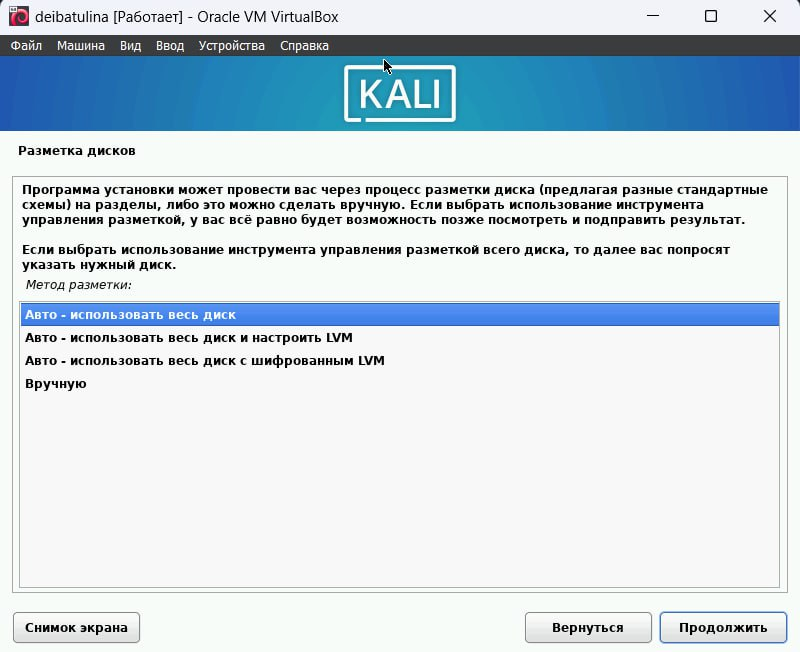 deibatulina [Работает] - Oracle VM VirtualBox
Файл Машина Вид Ввод Устройства Справка
KALI
Разметка дисков
Программа установки может провести вас через процесс разметки диска (предлагая разные стандартные
схемы) на разделы, либо это можно сделать вручную. Если выбрать использование инструмента
управления разметкой, у вас всё равно будет возможность позже посмотреть и подправить результат.
Если выбрать использование инструмента управления разметкой всего диска, то далее вас попросят
указать нужный диск.
Метод разметки:
Авто - использовать весь диск
Авто - использовать весь диск и настроить LVM
Авто - использовать весь диск с шифрованным LVM
Вручную
Снимок экрана Вернуться Продолжить